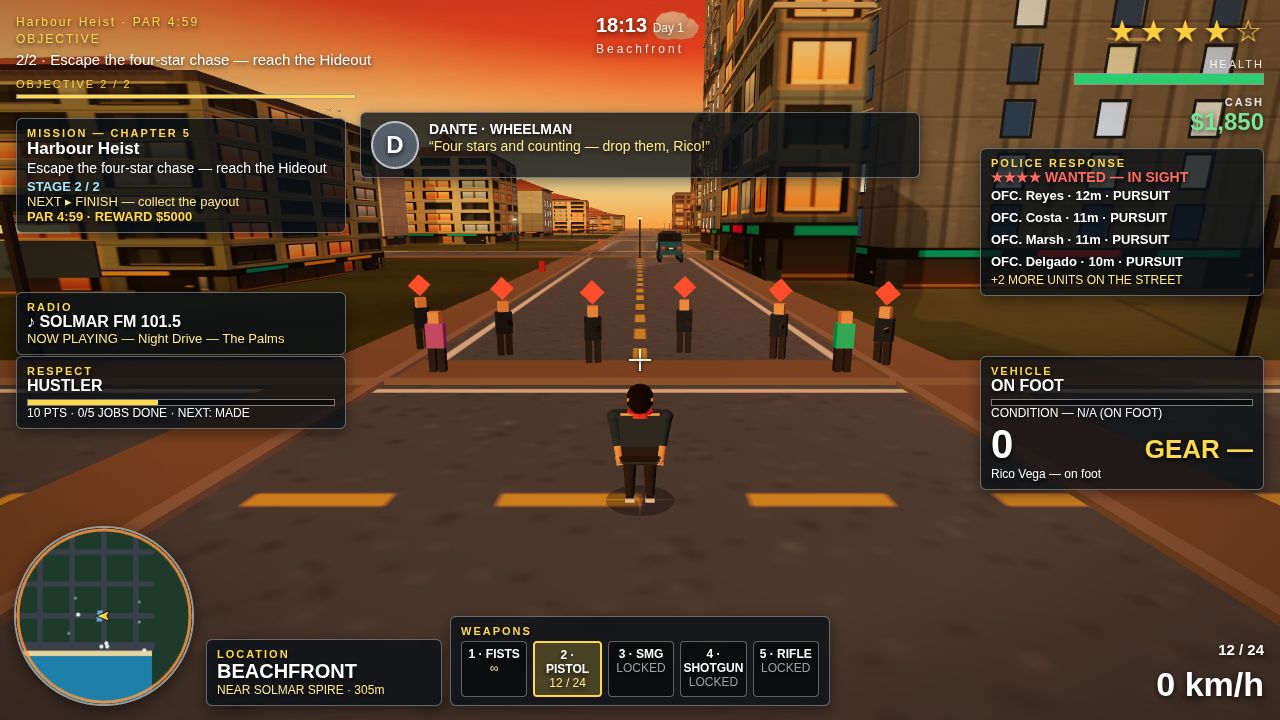 Harbour Heist · PAR 4:59
OBJECTIVE
2/2 · Escape the four-star chase — reach the Hideout
OBJECTIVE 2 / 2
18:13 Day 1
Beachfront
★★★★☆
HEALTH
CASH
$1,850
MISSION — CHAPTER 5
Harbour Heist
Escape the four-star chase — reach the Hideout
STAGE 2 / 2
NEXT ▸ FINISH — collect the payout
PAR 4:59 · REWARD $5000
D
DANTE · WHEELMAN
“Four stars and counting — drop them, Rico!”
POLICE RESPONSE
★★★★ WANTED — IN SIGHT
OFC. Reyes · 12m · PURSUIT
OFC. Costa · 11m · PURSUIT
OFC. Marsh · 11m · PURSUIT
OFC. Delgado · 10m · PURSUIT
+2 MORE UNITS ON THE STREET
RADIO
♪ SOLMAR FM 101.5
NOW PLAYING — Night Drive — The Palms
RESPECT
HUSTLER
10 PTS · 0/5 JOBS DONE · NEXT: MADE
VEHICLE
ON FOOT
CONDITION — N/A (ON FOOT)
0 GEAR —
Rico Vega — on foot
LOCATION
BEACHFRONT
NEAR SOLMAR SPIRE · 305m
WEAPONS
1 · FISTS
∞
2 ·
PISTOL
12 / 24
3 · SMG
LOCKED
4 ·
SHOTGUN
LOCKED
5 · RIFLE
LOCKED
12 / 24
0 km/h